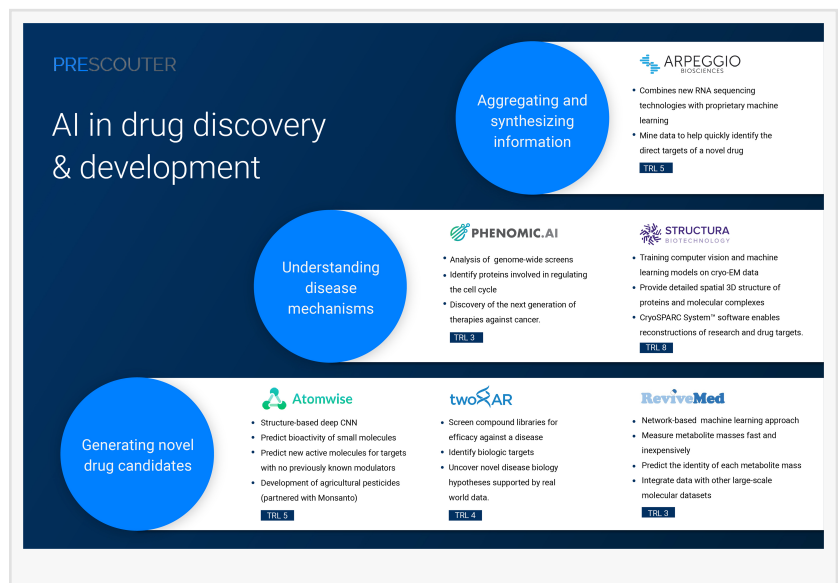 PRESCOUTER
AI in drug discovery
& development
Aggregating and
synthesizing
information
ARPEGGIO
BIOSCIENCES
• Combines new RNA sequencing
technologies with proprietary machine
learning
• Mine data to help quickly identify the
direct targets of a novel drug
TRL 5
Understanding
disease
mechanisms
PHENOMIC.AI
• Analysis of genome-wide screens
• Identify proteins involved in regulating
the cell cycle
• Discovery of the next generation of
therapies against cancer.
TRL 3
STRUCTURA
BIOTECHNOLOGY
• Training computer vision and machine
learning models on cryo-EM data
• Provide detailed spatial 3D structure of
proteins and molecular complexes
• CryoSPARC System™ software enables
reconstructions of research and drug targets.
TRL 8
Generating novel
drug candidates
Atomwise
• Structure-based deep CNN
• Predict bioactivity of small molecules
• Predict new active molecules for targets
with no previously known modulators
• Development of agricultural pesticides
(partnered with Monsanto)
TRL 5
twoXAR
• Screen compound libraries for
efficacy against a disease
• Identify biologic targets
• Uncover novel disease biology
hypotheses supported by real
world data.
TRL 4
ReviveMed
• Network-based machine learning approach
• Measure metabolite masses fast and
inexpensively
• Predict the identity of each metabolite mass
• Integrate data with other large-scale
molecular datasets
TRL 3